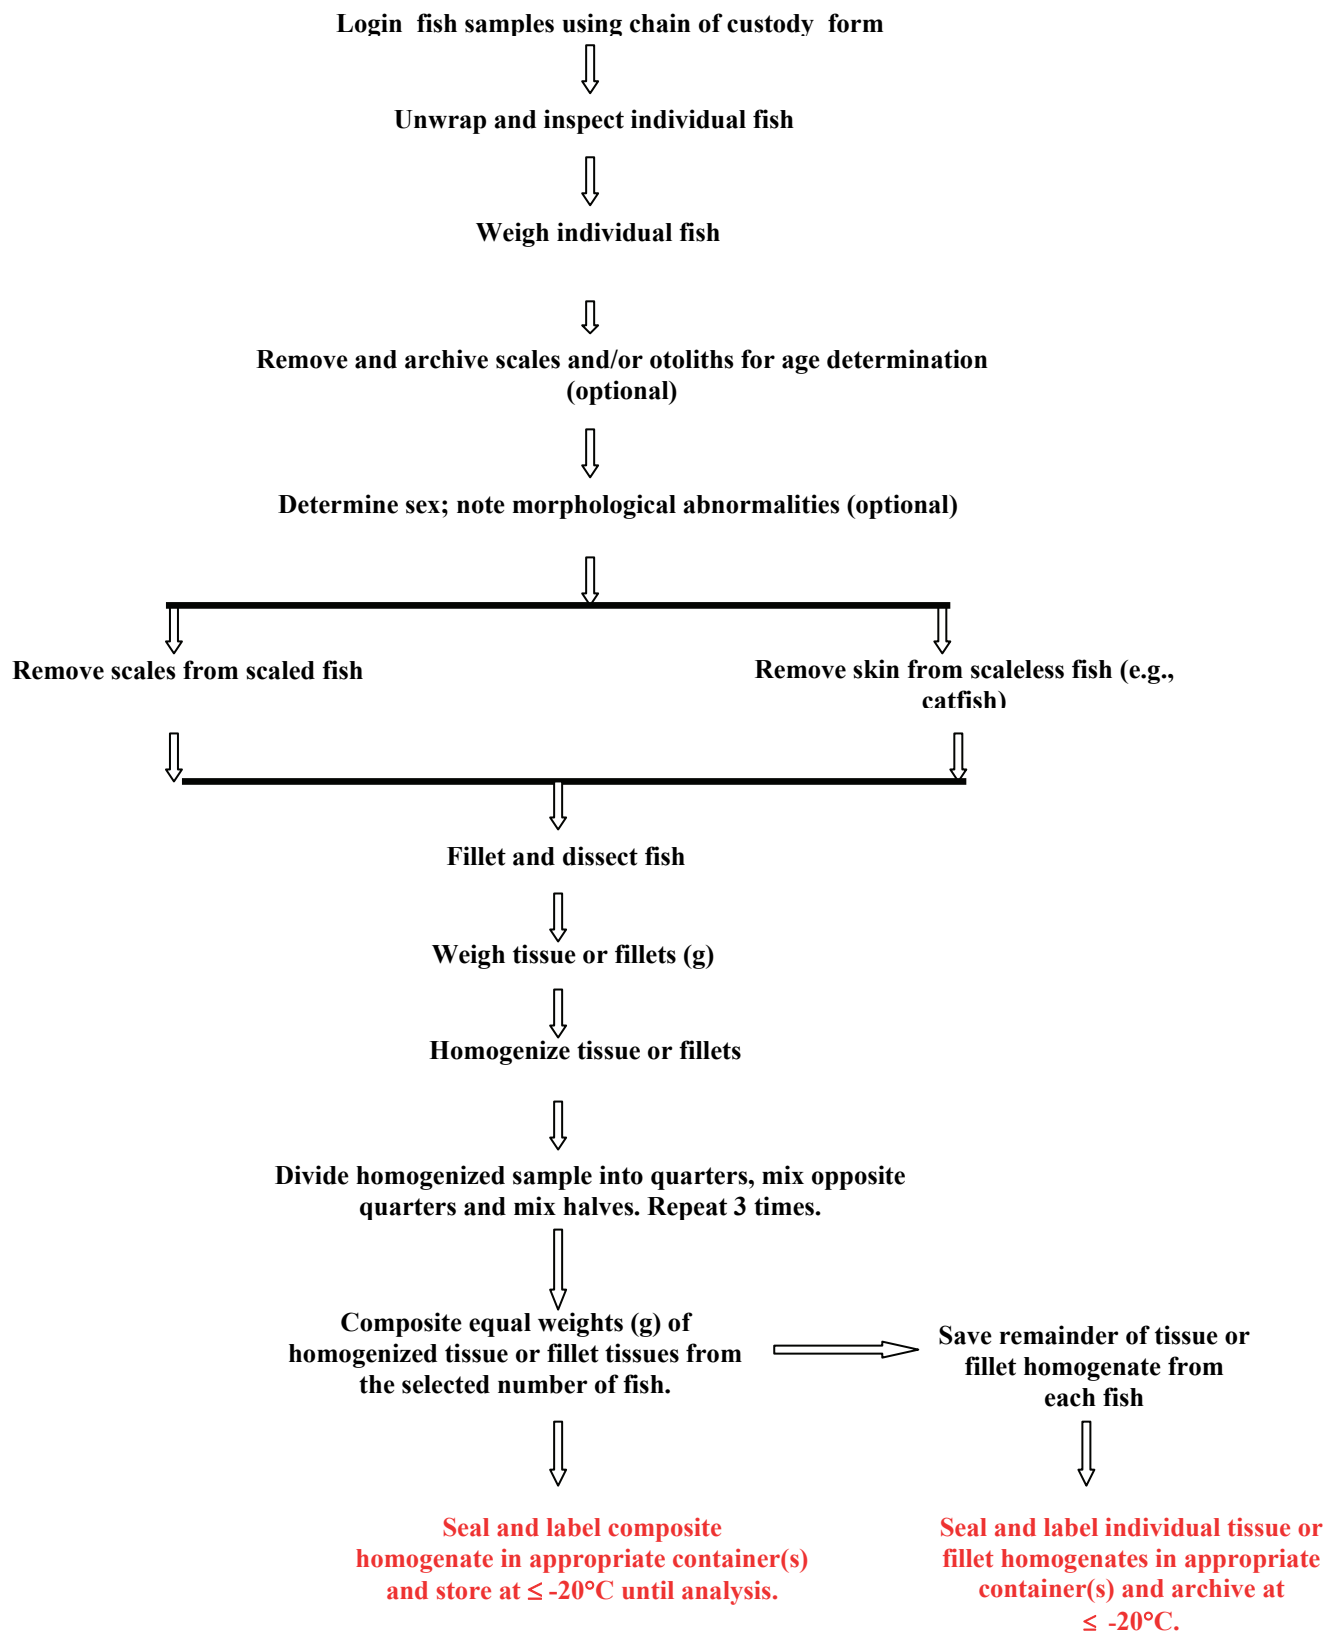 Login fish samples using chain of custody form
Unwrap and inspect individual fish
Weigh individual fish
Remove and archive scales and/or otoliths for age determination
(optional)
Determine sex; note morphological abnormalities (optional)
Remove scales from scaled fish
Remove skin from scaleless fish (e.g.,
catfish)
Fillet and dissect fish
Weigh tissue or fillets (g)
Homogenize tissue or fillets
Divide homogenized sample into quarters, mix opposite
quarters and mix halves. Repeat 3 times.
Composite equal weights (g) of
homogenized tissue or fillet tissues from
the selected number of fish.
Save remainder of tissue or
fillet homogenate from
each fish
Seal and label composite
homogenate in appropriate container(s)
and store at ≤ -20°C until analysis.
Seal and label individual tissue or
fillet homogenates in appropriate
container(s) and archive at
≤ -20°C.